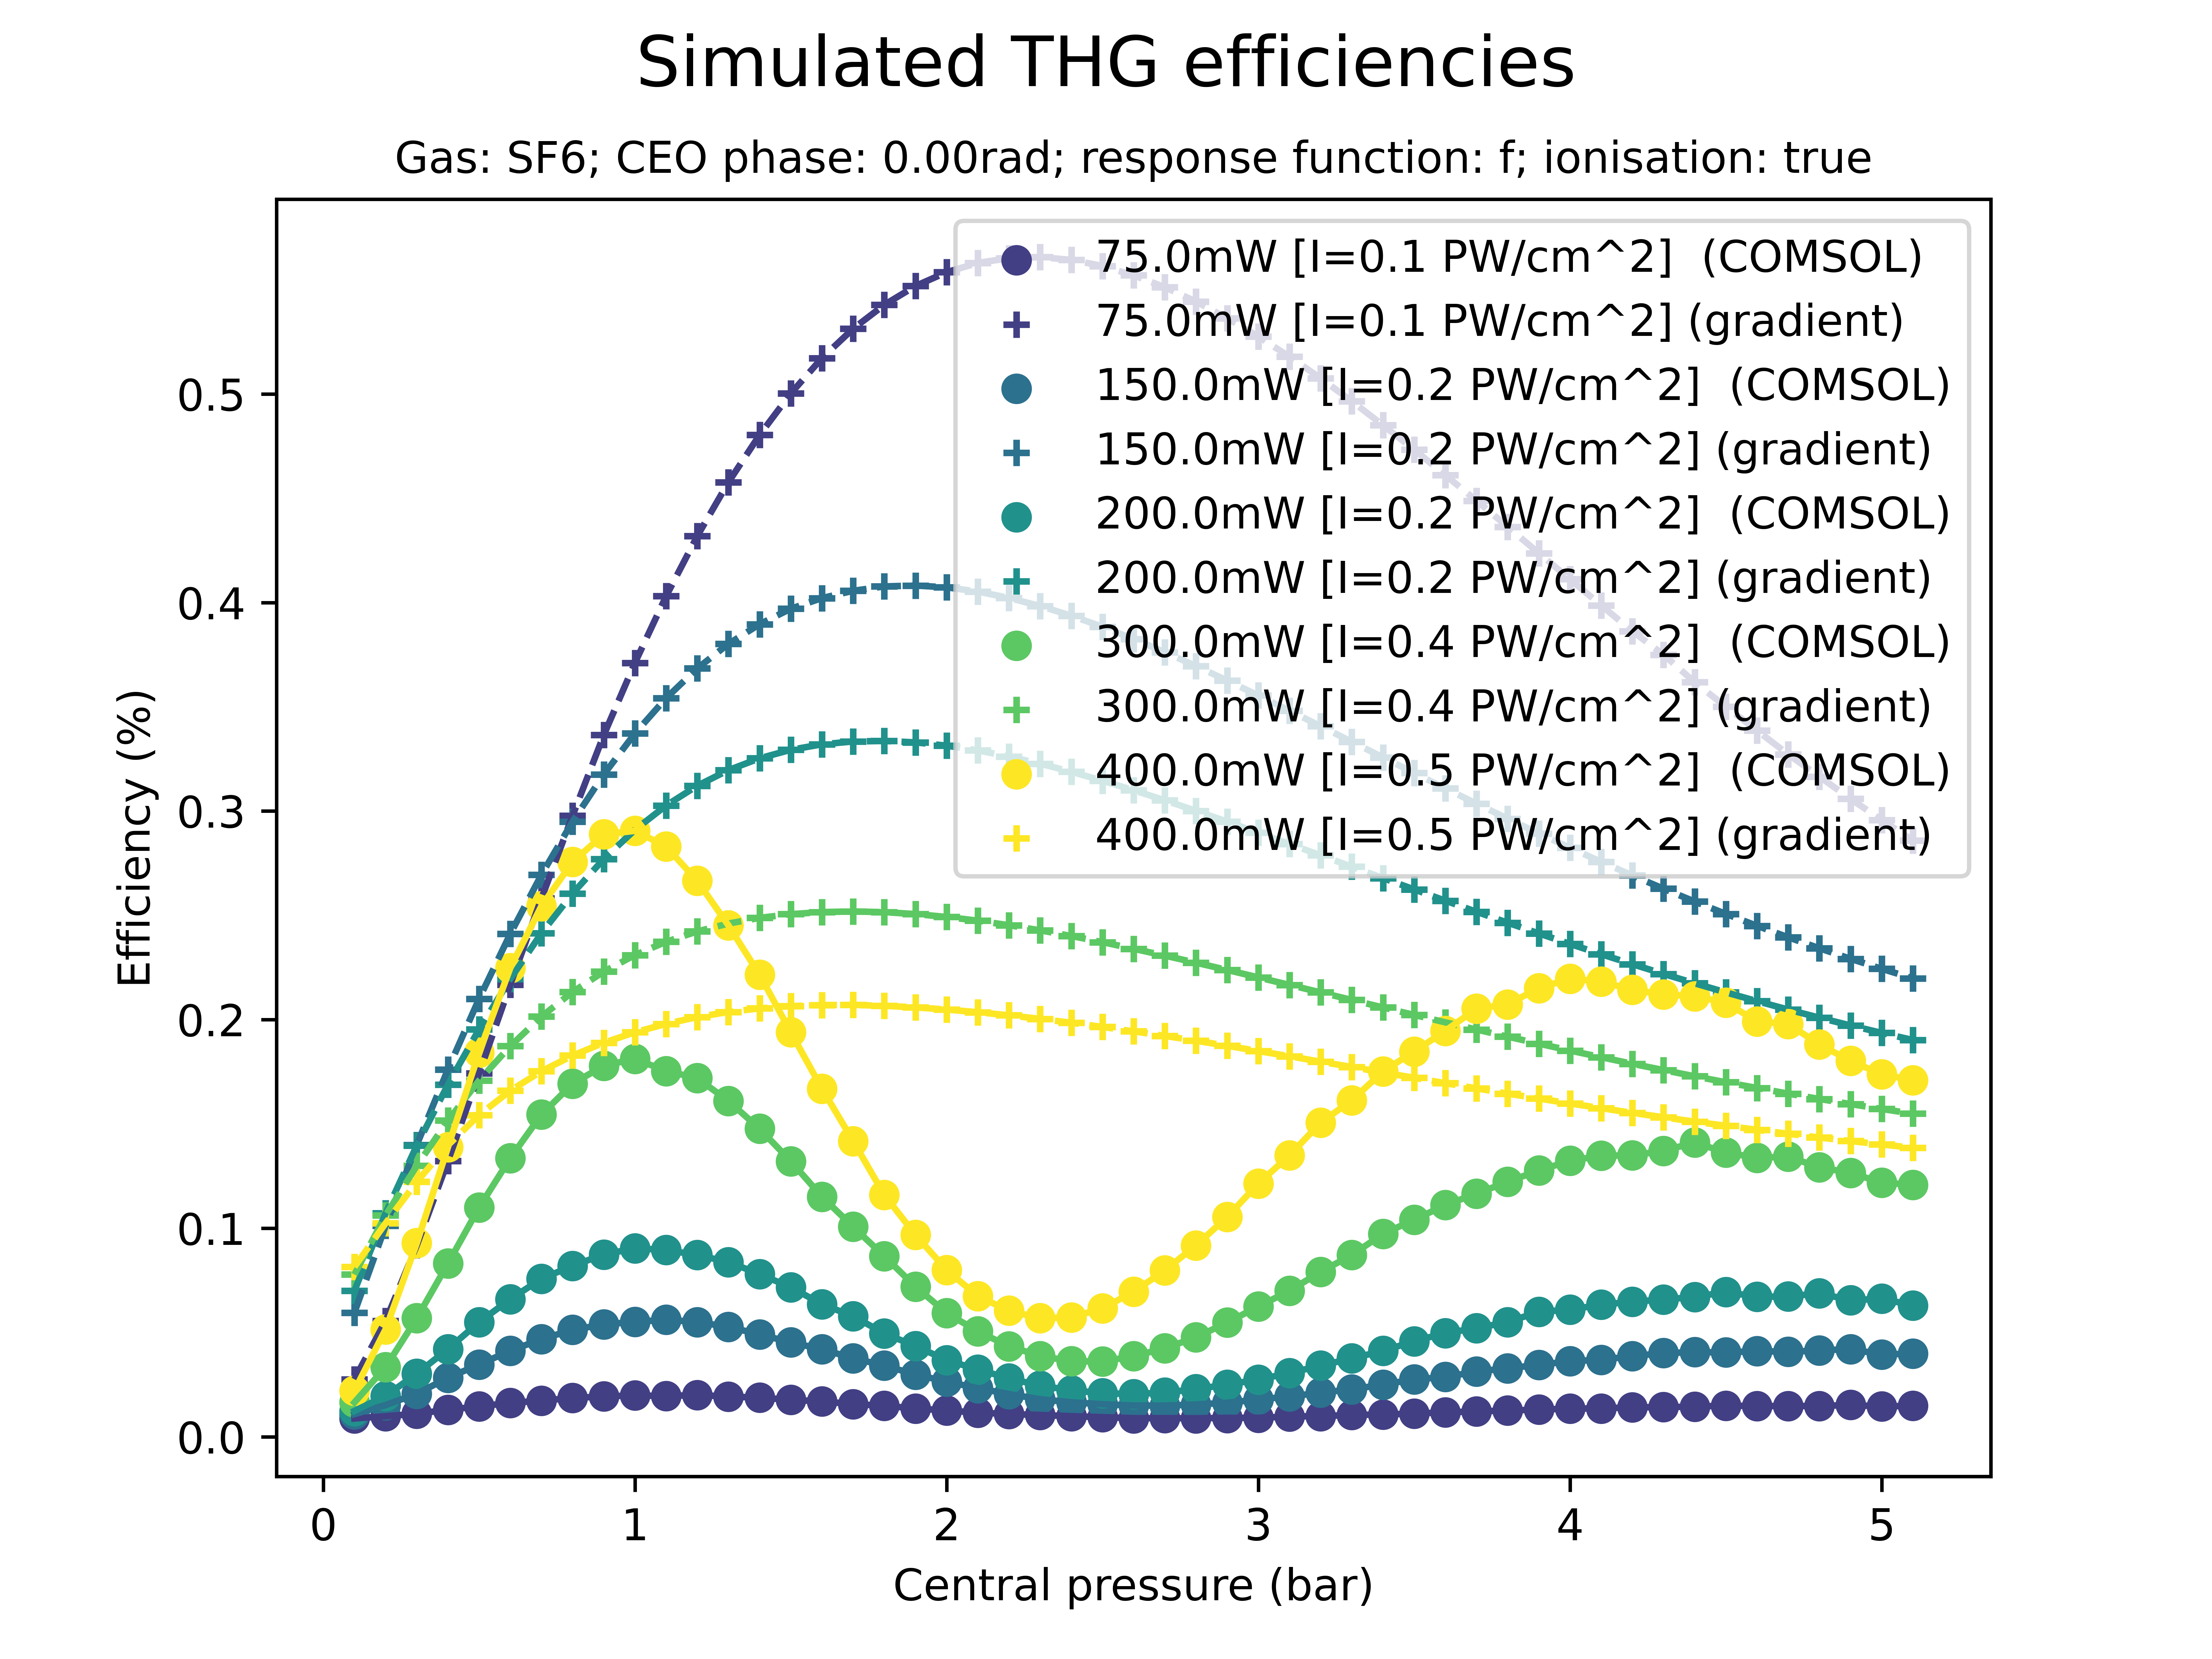 Simulated THG efficiencies
Gas: SF6; CEO phase: 0.00rad; response function: f; ionisation: true
75.0mW [I=0.1 PW/cm^2]  (COMSOL)
75.0mW [I=0.1 PW/cm^2] (gradient)
150.0mW [I=0.2 PW/cm^2]  (COMSOL)
150.0mW [I=0.2 PW/cm^2] (gradient)
200.0mW [I=0.2 PW/cm^2]  (COMSOL)
200.0mW [I=0.2 PW/cm^2] (gradient)
300.0mW [I=0.4 PW/cm^2]  (COMSOL)
300.0mW [I=0.4 PW/cm^2] (gradient)
400.0mW [I=0.5 PW/cm^2]  (COMSOL)
400.0mW [I=0.5 PW/cm^2] (gradient)
Efficiency (%)
0.5
0.4
0.3
0.2
0.1
0.0
0 1 2 3 4 5
Central pressure (bar)